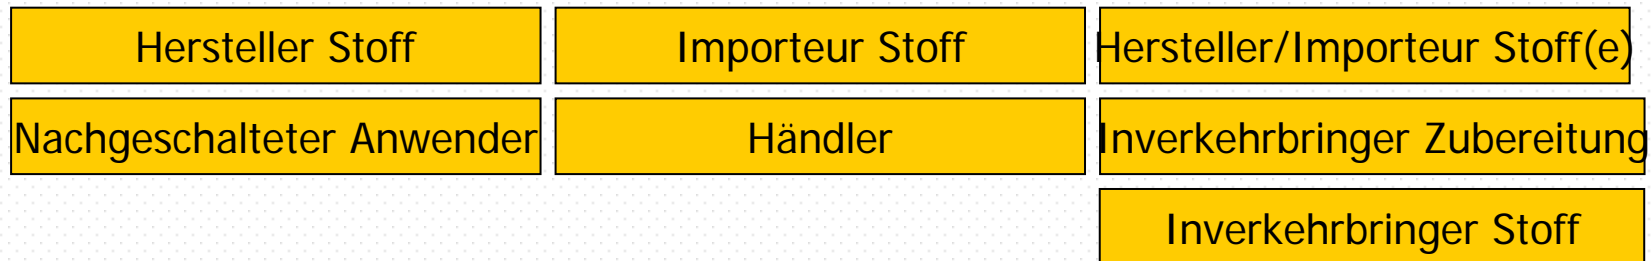 Hersteller Stoff
Importeur Stoff
Hersteller/Importeur Stoff(e)
Nachgeschalteter Anwender
Händler
Inverkehrbringer Zubereitung
Inverkehrbringer Stoff